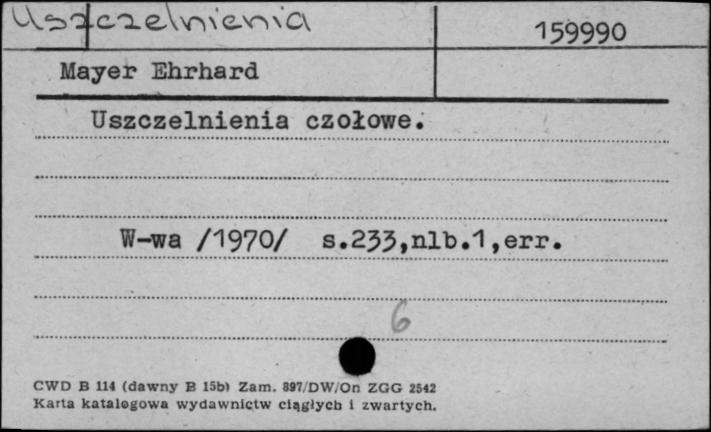 Uszczelnienia
159990
Mayer Ehrhard
Uszczelnienia czołowe.
W-wa /1970/ s.233,nlb.1,err.
6
CWD B 114 (dawny B 15b) Zam. 897/DW/On ZGG 2542
Karta katalogowa wydawnictw ciągłych i zwartych.